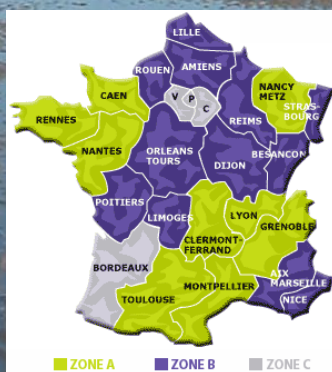 LILLE
ROUEN
AMIENS
CAEN
V
P
C
NANCY
METZ
STRAS-
BOURG
RENNES
REIMS
NANTES
ORLEANS
TOURS
BESANCON
DIJON
POITIERS
LIMOGES
LYON
CLERMONT-
FERRAND
GRENOBLE
BORDEAUX
AIX
MARSEILLE
MONTPELLIER
NICE
TOULOUSE
ZONE A
ZONE B
ZONE C